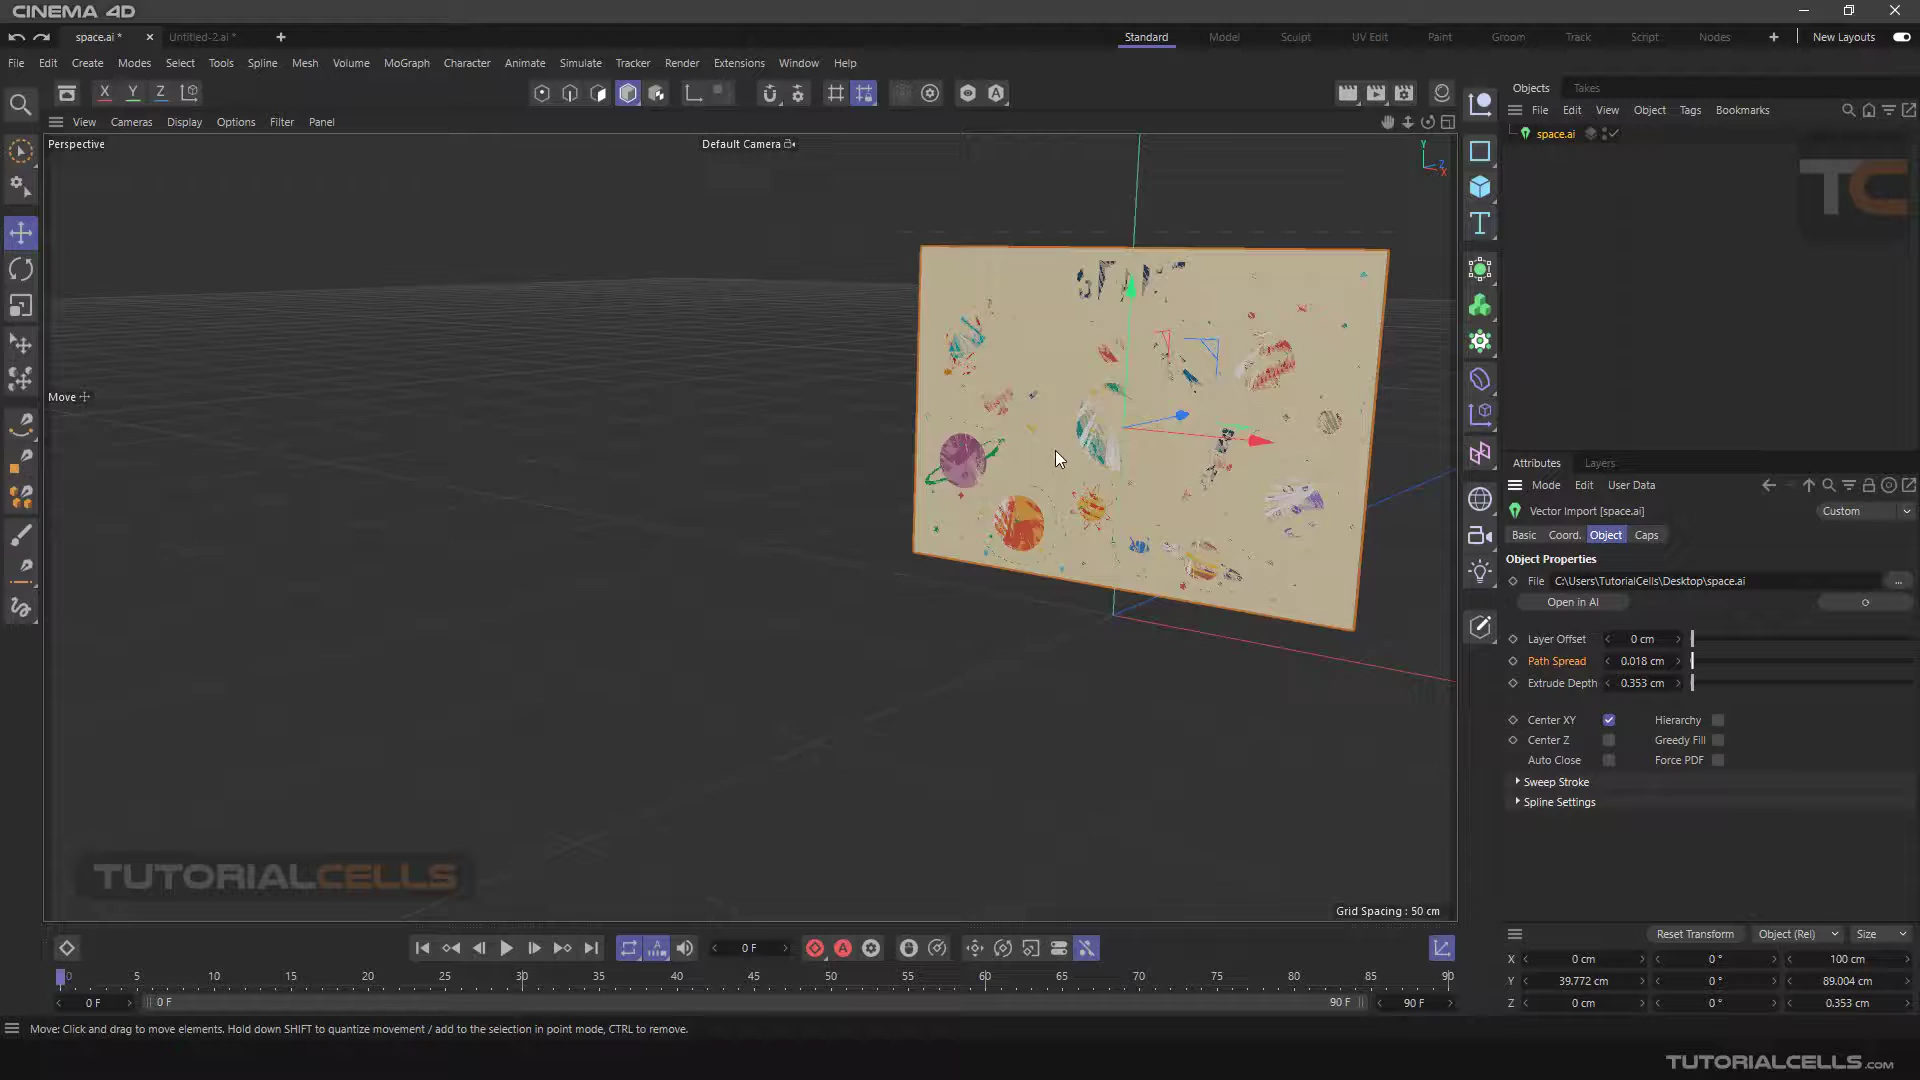 CINEMA 4D
space.ai *
Untitled-2.ai *
Standard
Model
Sculpt
UV Edit
Paint
Groom
Track
Script
Nodes
New Layouts
File Edit Create Modes Select Tools Spline Mesh Volume MoGraph Character Animate Simulate Tracker Render Extensions Window Help
X Y Z
View Cameras Display Options Filter Panel
Perspective
Default Camera
Y
Z
X
Move
Objects Takes
File Edit View Object Tags Bookmarks
space.ai
TC
Attributes Layers
Mode Edit User Data
Vector Import [space.ai]
Custom
Basic Coord. Object Caps
Object Properties
File C:\Users\TutorialCells\Desktop\space.ai ...
Open in AI
Layer Offset 0 cm
Path Spread 0.018 cm
Extrude Depth 0.353 cm
Center XY Hierarchy
Center Z Greedy Fill
Auto Close Force PDF
Sweep Stroke
Spline Settings
TUTORIALCELLS
Grid Spacing : 50 cm
0 F
0 5 10 15 20 25 30 35 40 45 50 55 60 65 70 75 80 85 90
0 F 0 F 90 F 90 F
Reset Transform Object (Rel) Size
X 0 cm 0 ° 100 cm
Y 39.772 cm 0 ° 89.004 cm
Z 0 cm 0 ° 0.353 cm
Move: Click and drag to move elements. Hold down SHIFT to quantize movement / add to the selection in point mode, CTRL to remove.
TUTORIALCELLS.COM